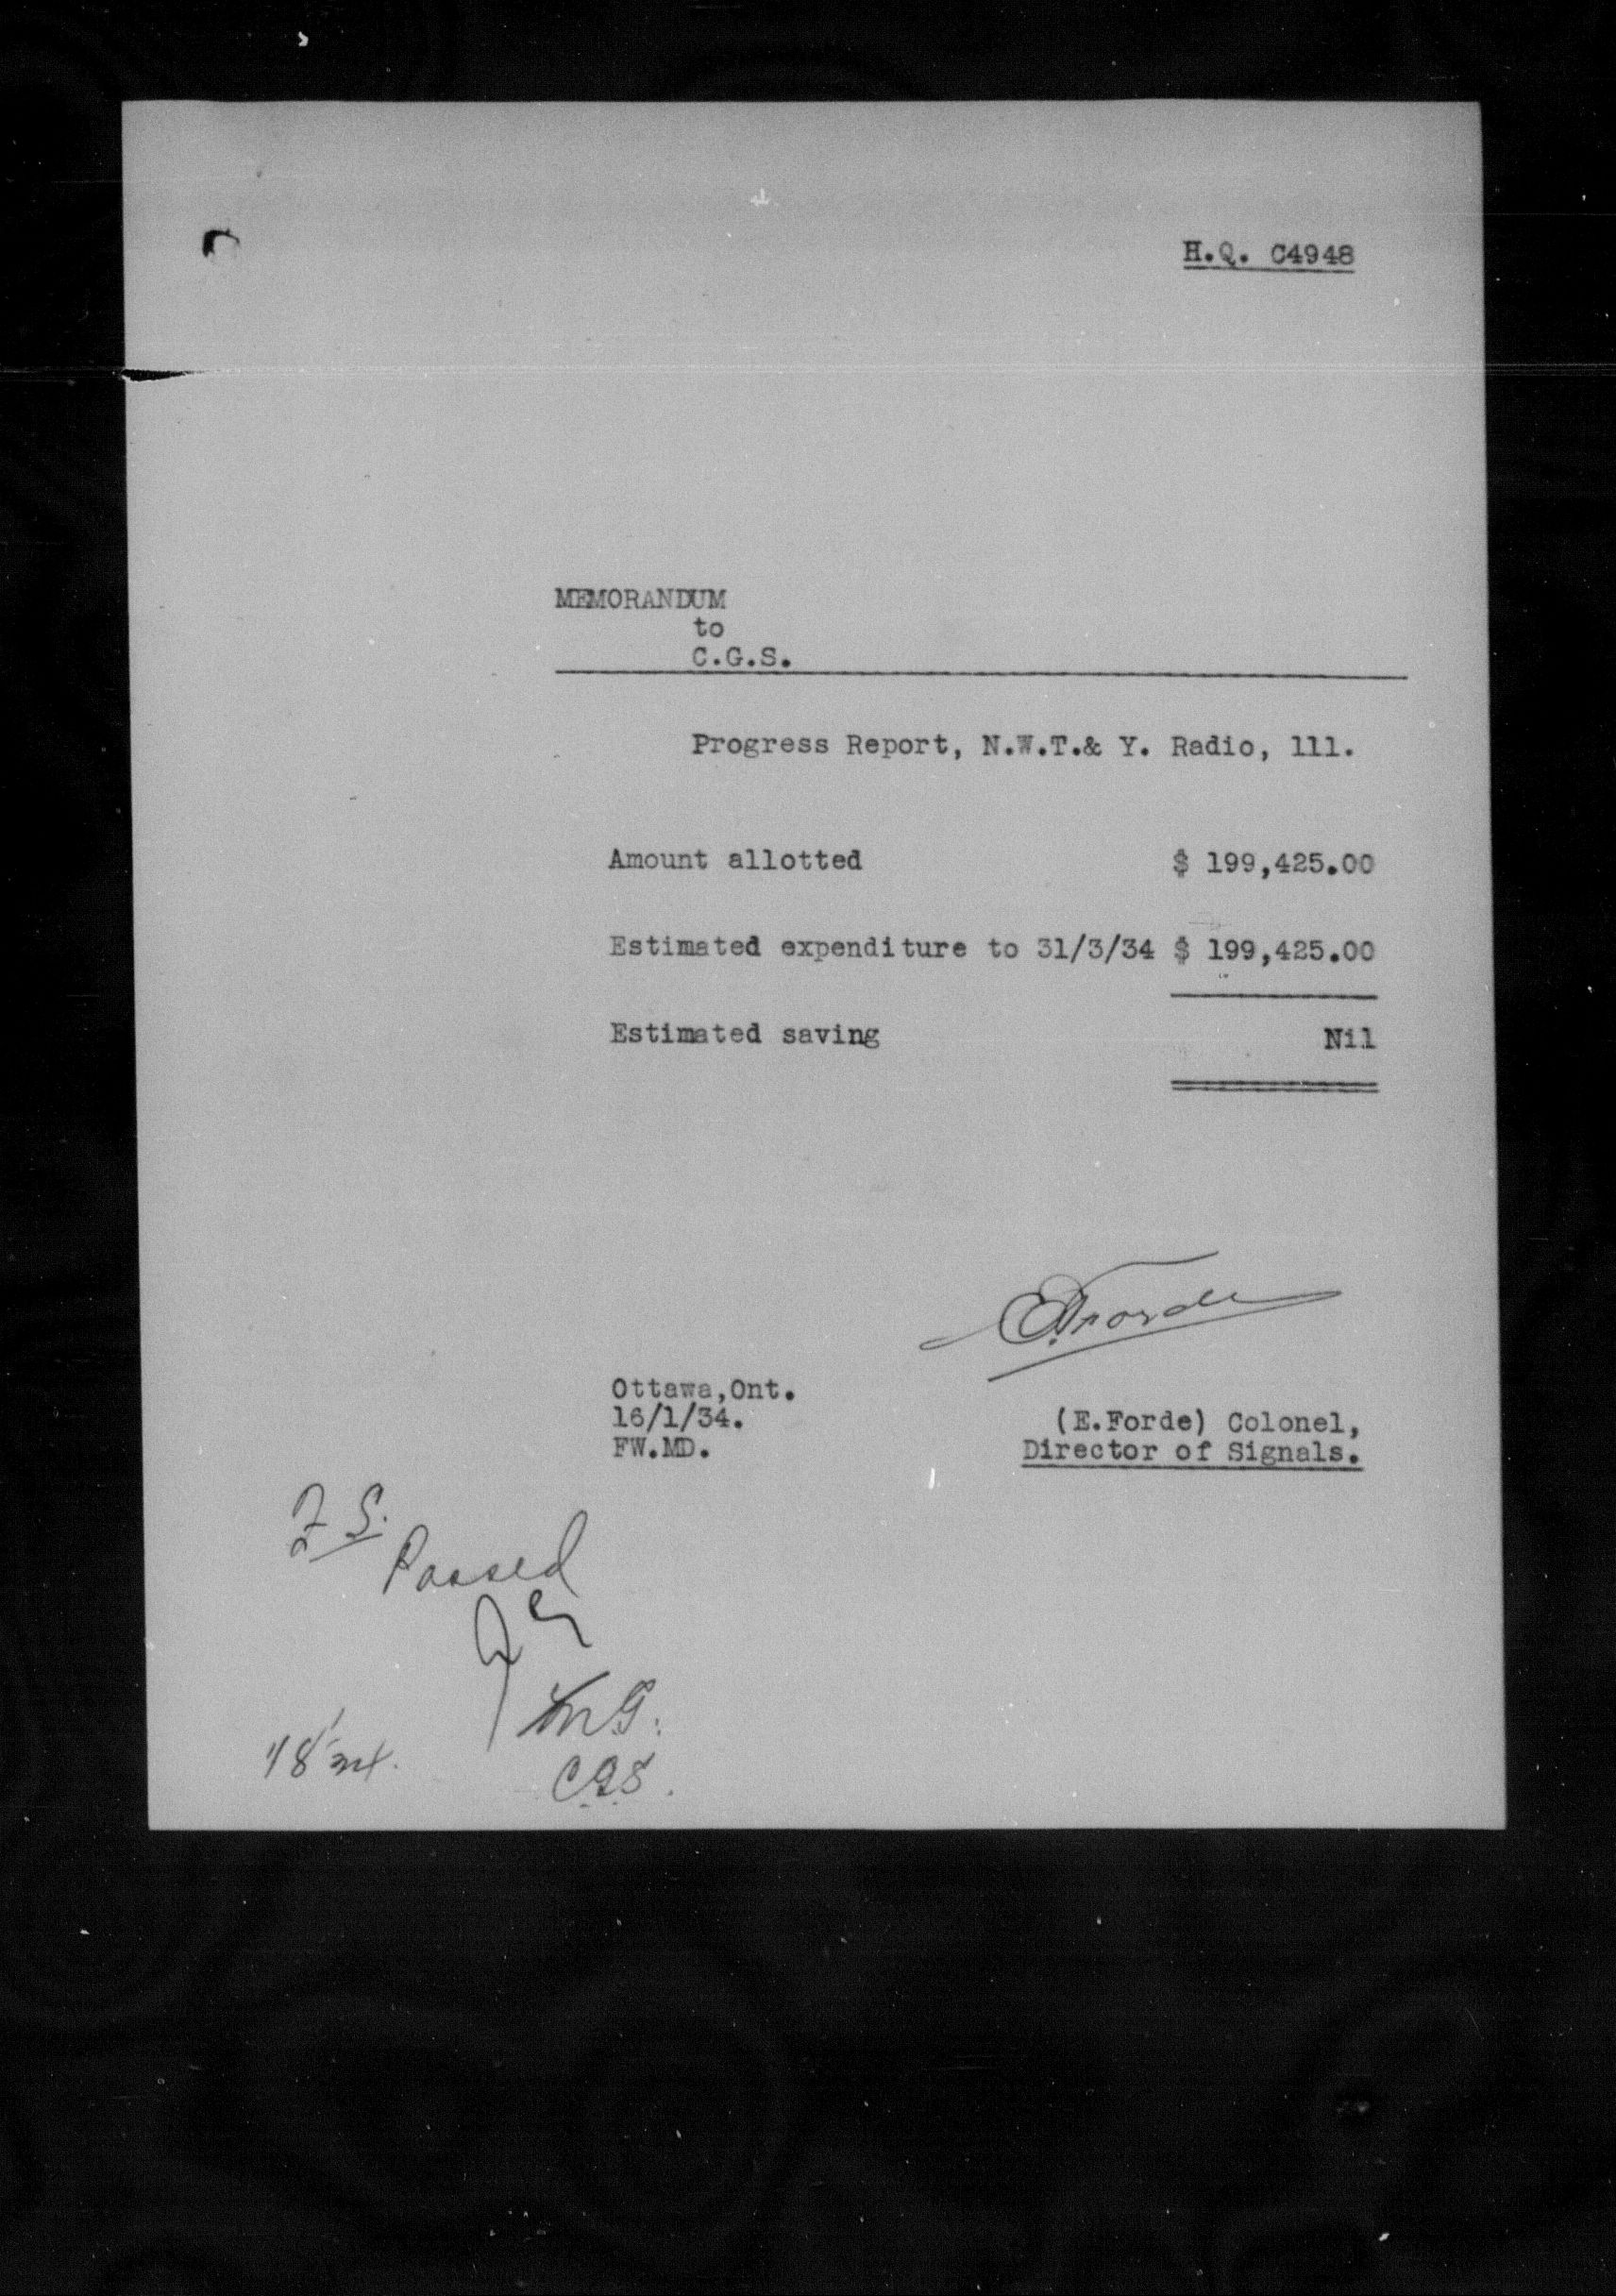 H.Q. C4948
MEMORANDUM
to
C.G.S.
Progress Report, N.W.T.& Y. Radio, 111.
Amount allotted $ 199,425.00
Estimated expenditure to 31/3/34 $ 199,425.00
Estimated saving Nil
E.Forde
Ottawa,Ont.
16/1/34.
FW.MD.
(E.Forde) Colonel,
Director of Signals.
Passed
M.G.
18
CGS.